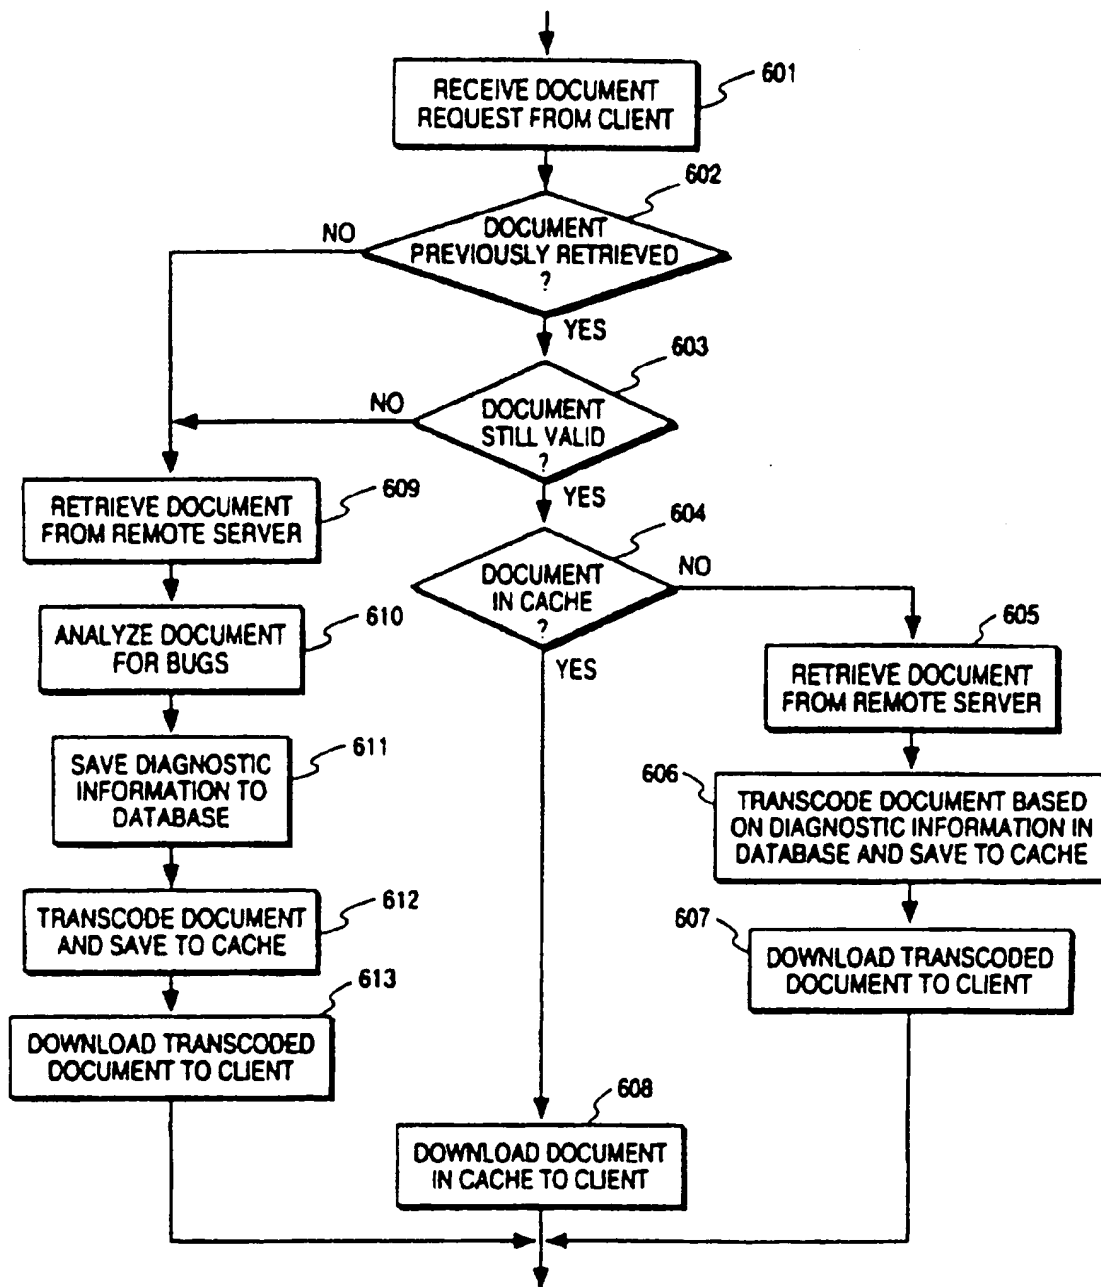 RECEIVE DOCUMENT
REQUEST FROM CLIENT
601
602
DOCUMENT
PREVIOUSLY RETRIEVED
?
NO
YES
603
DOCUMENT
STILL VALID
?
NO
YES
604
DOCUMENT
IN CACHE
?
NO
YES
609
RETRIEVE DOCUMENT
FROM REMOTE SERVER
610
ANALYZE DOCUMENT
FOR BUGS
611
SAVE DIAGNOSTIC
INFORMATION TO
DATABASE
612
TRANSCODE DOCUMENT
AND SAVE TO CACHE
613
DOWNLOAD TRANSCODED
DOCUMENT TO CLIENT
605
RETRIEVE DOCUMENT
FROM REMOTE SERVER
606
TRANSCODE DOCUMENT BASED
ON DIAGNOSTIC INFORMATION IN
DATABASE AND SAVE TO CACHE
607
DOWNLOAD TRANSCODED
DOCUMENT TO CLIENT
608
DOWNLOAD DOCUMENT
IN CACHE TO CLIENT